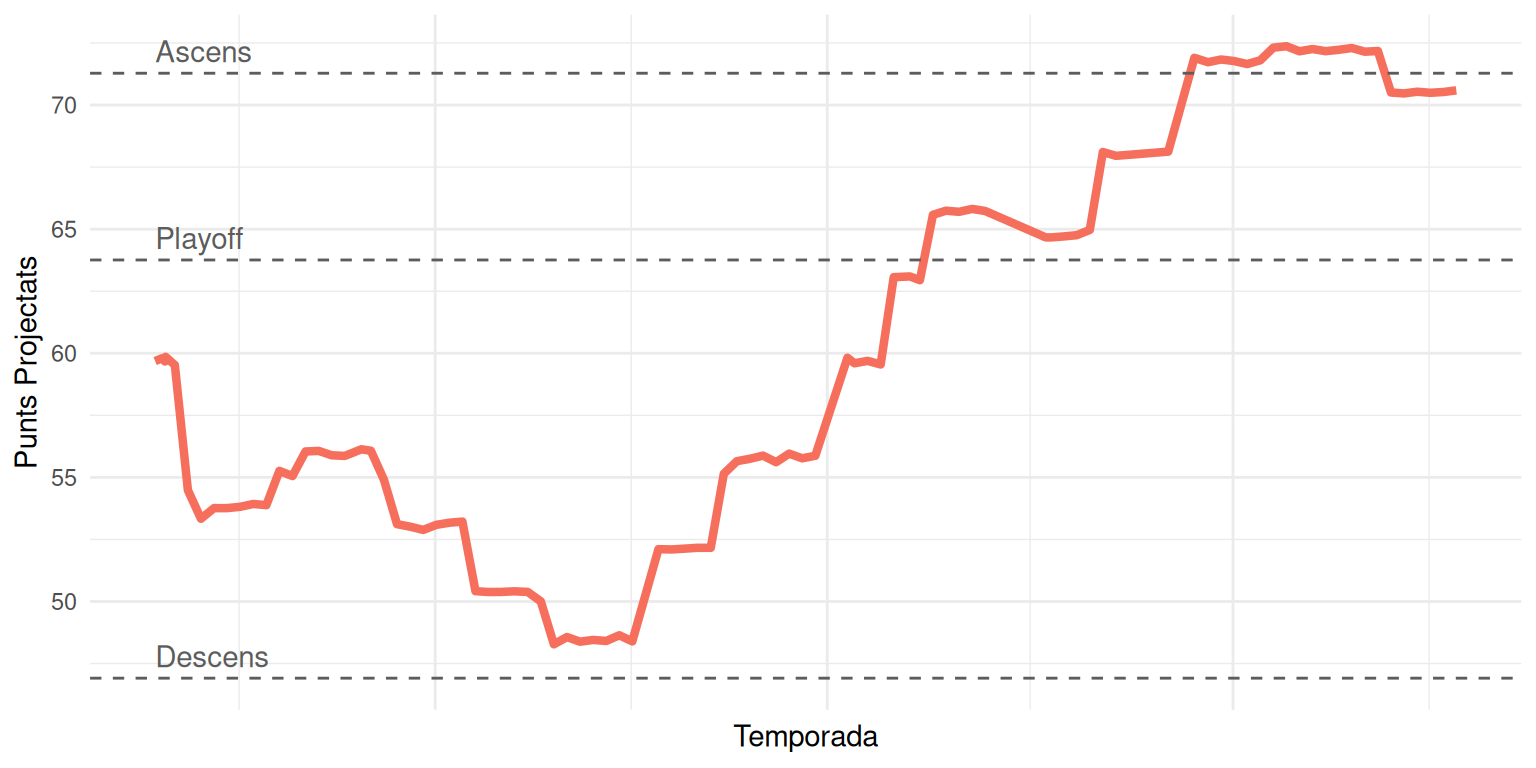 Ascens
70
65
Playoff
60
55
50
Descens
Punts Projectats
Temporada